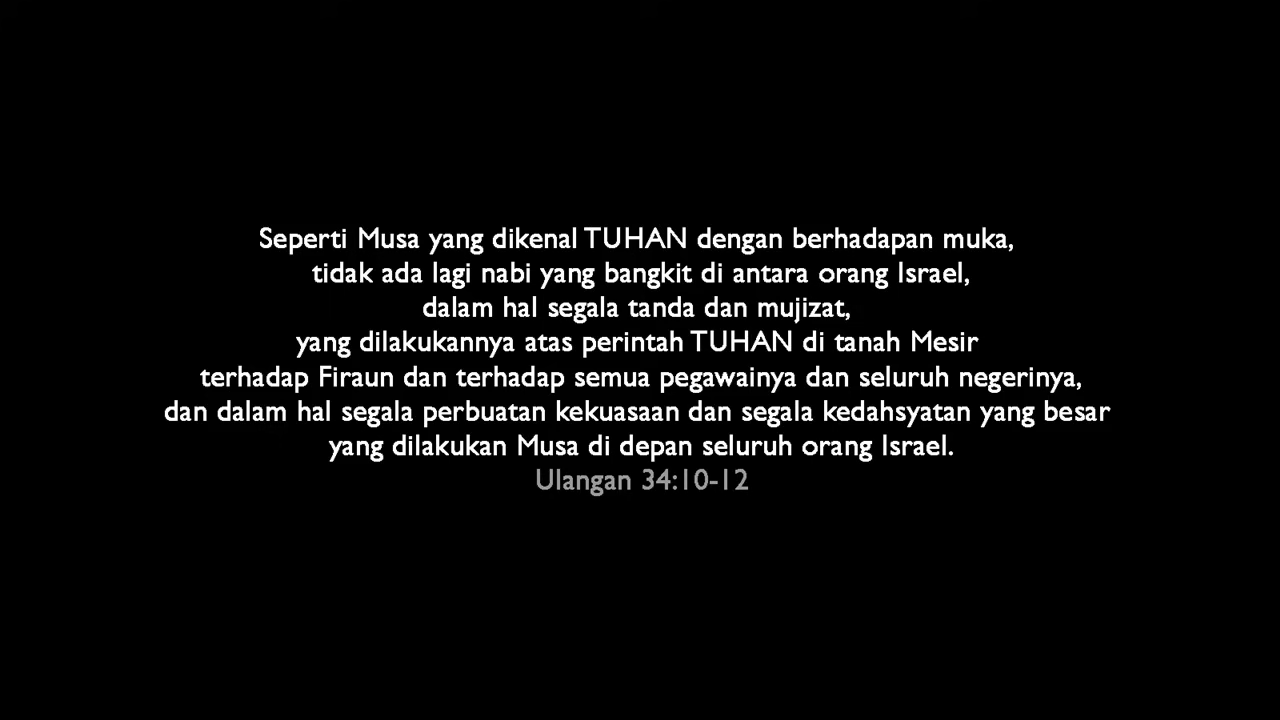 Seperti Musa yang dikenal TUHAN dengan berhadapan muka,
tidak ada lagi nabi yang bangkit di antara orang Israel,
dalam hal segala tanda dan mujizat,
yang dilakukannya atas perintah TUHAN di tanah Mesir
terhadap Firaun dan terhadap semua pegawainya dan seluruh negerinya,
dan dalam hal segala perbuatan kekuasaan dan segala kedahsyatan yang besar
yang dilakukan Musa di depan seluruh orang Israel.
Ulangan 34:10-12